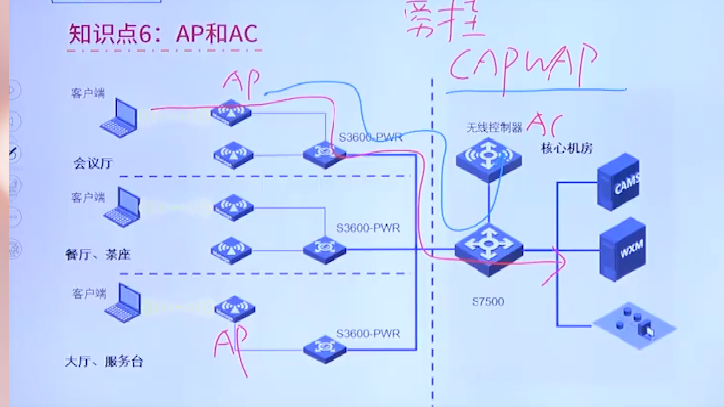 知识点6：AP和AC
旁挂
CAPWAP
AP
客户端
会议厅
S3600-PWR
无线控制器
AC
核心机房
CAMS
客户端
餐厅、茶座
S3600-PWR
WXM
S7500
客户端
AP
大厅、服务台
S3600-PWR